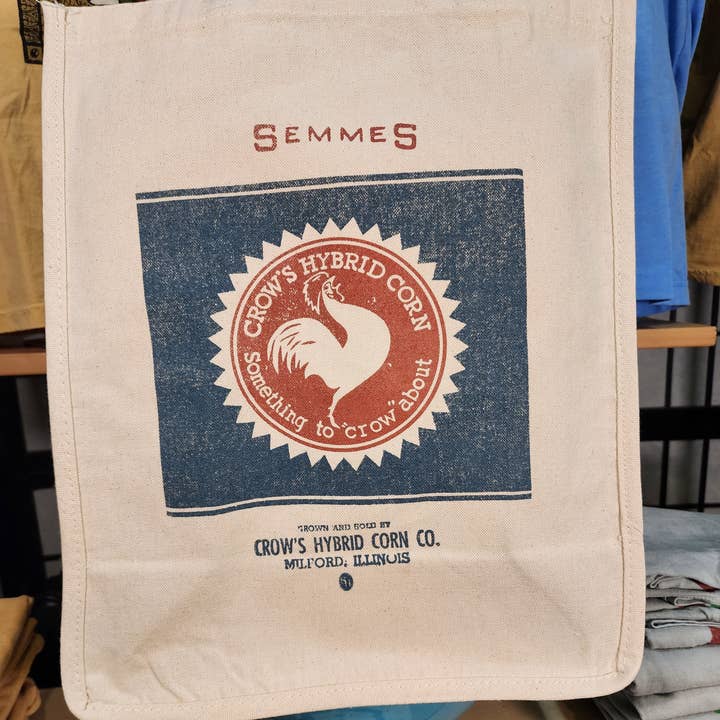 SEMMES
CROW'S HYBRID CORN
Something to "crow" about
GROWN AND SOLD BY
CROW'S HYBRID CORN CO.
MILFORD, ILLINOIS